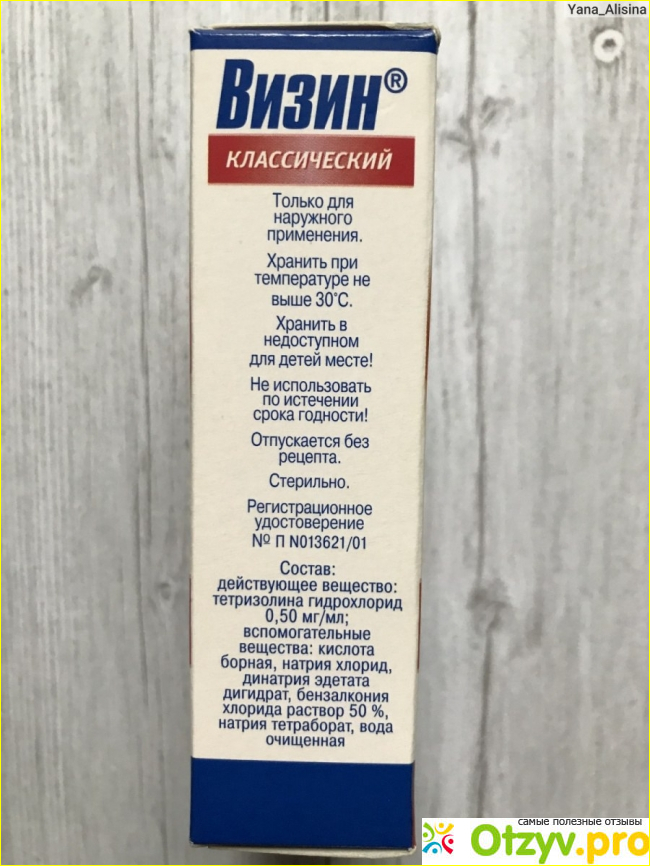 Yana_Alisina
Визин®
КЛАССИЧЕСКИЙ
Только для
наружного
применения.
Хранить при
температуре не
выше 30°С.
Хранить в
недоступном
для детей месте!
Не использовать
по истечении
срока годности!
Отпускается без
рецепта.
Стерильно.
Регистрационное
удостоверение
№ П N013621/01
Состав:
действующее вещество:
тетризолина гидрохлорид
0,50 мг/мл;
вспомогательные
вещества: кислота
борная, натрия хлорид,
динатрия эдетата
дигидрат, бензалкония
хлорида раствор 50 %,
натрия тетраборат, вода
очищенная
самые полезные отзывы
Otzyv.pro